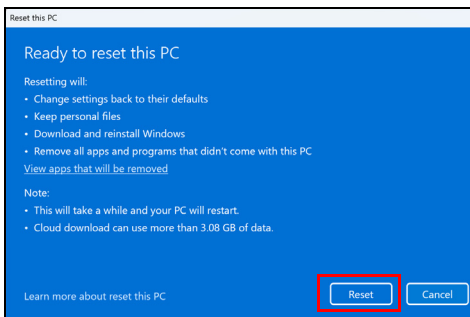 Reset this PC
Ready to reset this PC
Resetting will:
• Change settings back to their defaults
• Keep personal files
• Download and reinstall Windows
• Remove all apps and programs that didn't come with this PC
View apps that will be removed
Note:
• This will take a while and your PC will restart.
• Cloud download can use more than 3.08 GB of data.
Learn more about reset this PC
Reset
Cancel